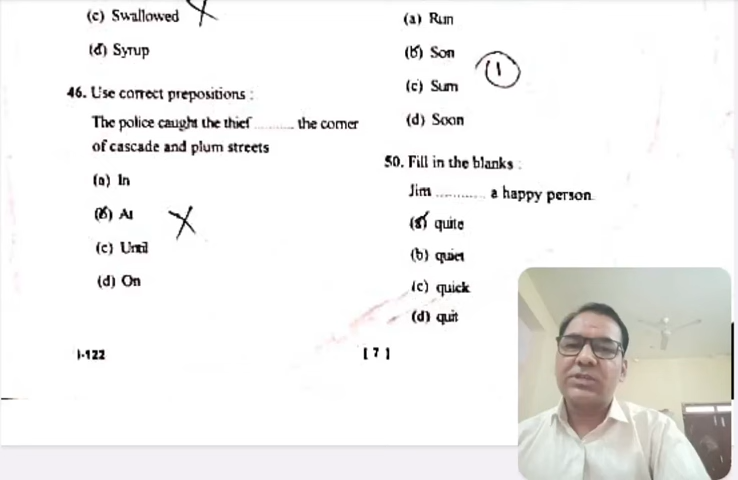 (c) Swallowed
(d) Syrup
46. Use correct prepositions :
The police caught the thief .......... the corner
of cascade and plum streets
(a) In
(b) At
(c) Until
(d) On
I-122
[ 7 ]
(a) Run
(b) Son
(c) Sum
(d) Soon
1
50. Fill in the blanks :
Jim ............ a happy person.
(a) quite
(b) quiet
(c) quick
(d) quit